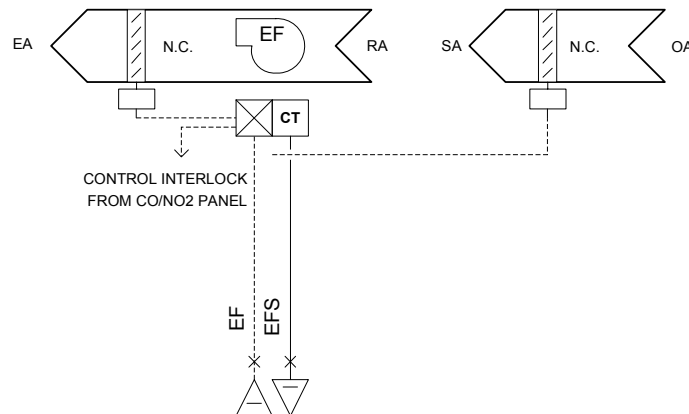 EA
N.C.
EF
RA
SA
N.C.
OA
CT
CONTROL INTERLOCK
FROM CO/NO2 PANEL
EF
EFS